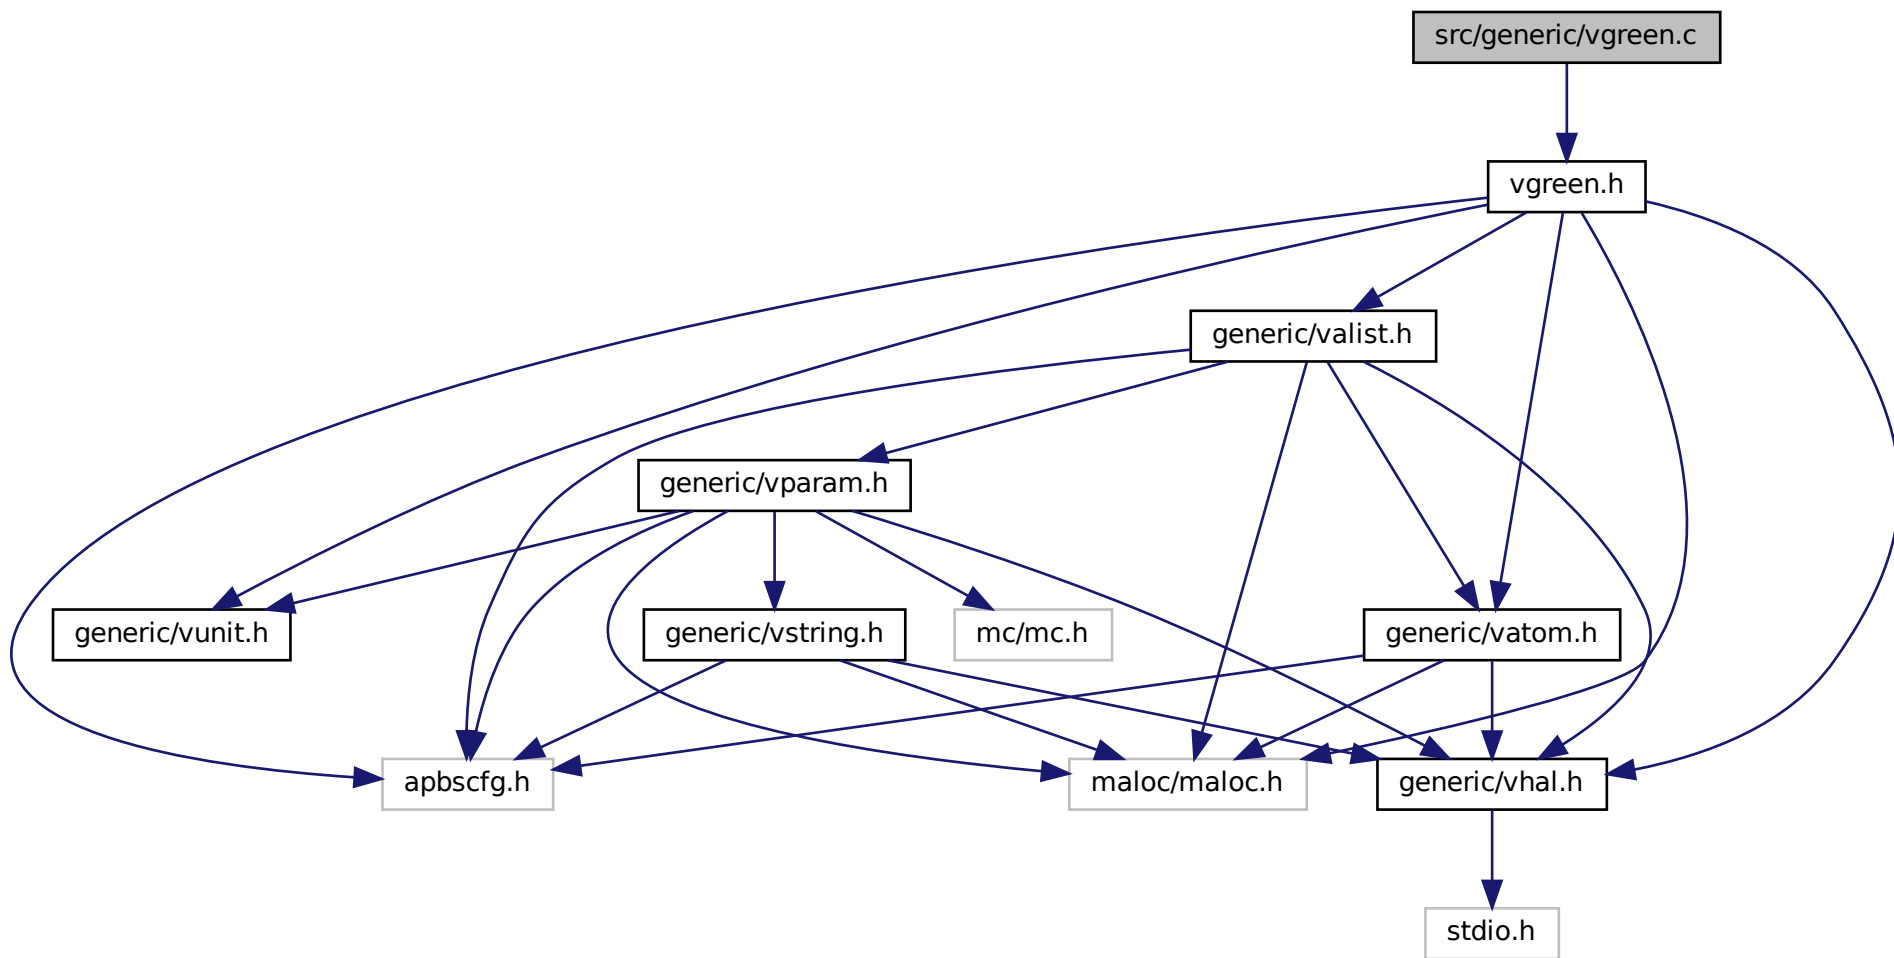 src/generic/vgreen.c
vgreen.h
generic/valist.h
generic/vparam.h
generic/vunit.h
generic/vstring.h
mc/mc.h
generic/vatom.h
apbscfg.h
maloc/maloc.h
generic/vhal.h
stdio.h